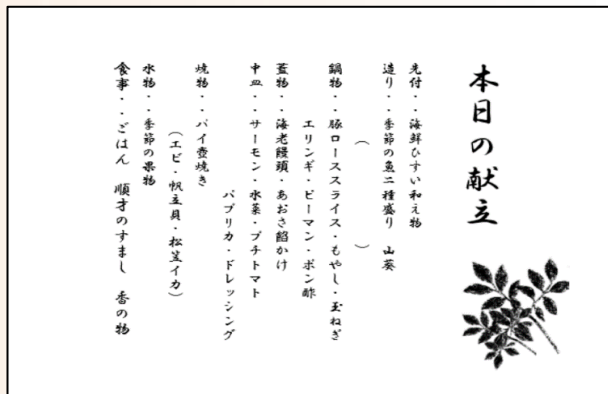 本日の献立
先付・・海鮮ひすい和え物
造り・・季節の魚二種盛り　山葵
（　　　　　）
鍋物・・豚ローススライス・もやし・玉ねぎ
エリンギ・ピーマン・ポン酢
蓋物・・海老饅頭・あおさ餡かけ
中皿・・サーモン・水菜・プチトマト
パプリカ・ドレッシング
焼物・・パイ壺焼き
（エビ・帆立貝・松笠イカ）
水物・・季節の果物
食事・・ごはん　順才のすまし　香の物